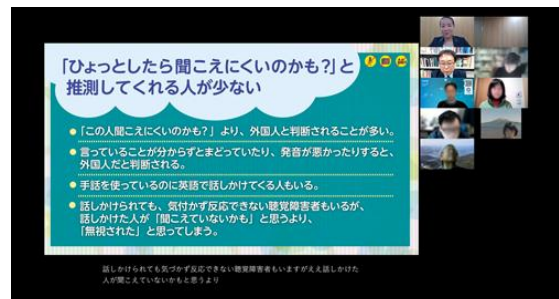 「ひょっとしたら聞こえにくいのかも?」と
推測してくれる人が少ない
●「この人聞こえにくいのかも?」より、外国人と判断されることが多い。
●言っていることが分からずとまどっていたり、発音が悪かったりすると、
外国人だと判断される。
●手話を使っているのに英語で話しかけてくる人もいる。
●話しかけられても、気付かず反応できない聴覚障害者もいるが、
話しかけた人が「聞こえていないかも」と思うより、
「無視された」と思ってしまう。
話しかけられても気づかず反応できない聴覚障害者もいますがええ話しかけた
人が聞こえていないかもと思うより